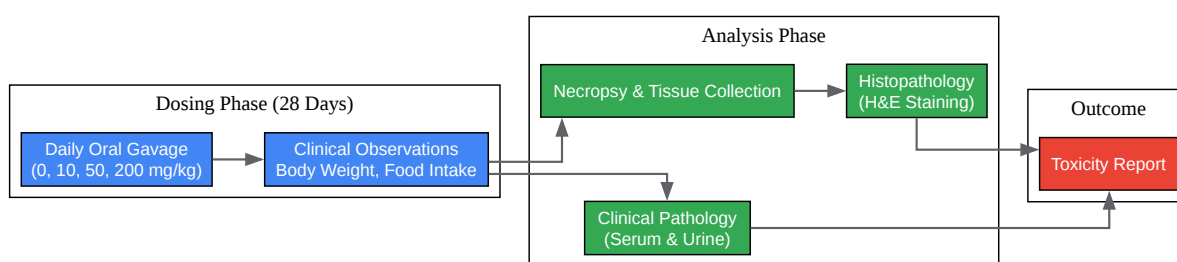 Dosing Phase (28 Days)
Daily Oral Gavage
(0, 10, 50, 200 mg/kg)
Clinical Observations
Body Weight, Food Intake
Analysis Phase
Necropsy & Tissue Collection
Histopathology
(H&E Staining)
Clinical Pathology
(Serum & Urine)
Outcome
Toxicity Report